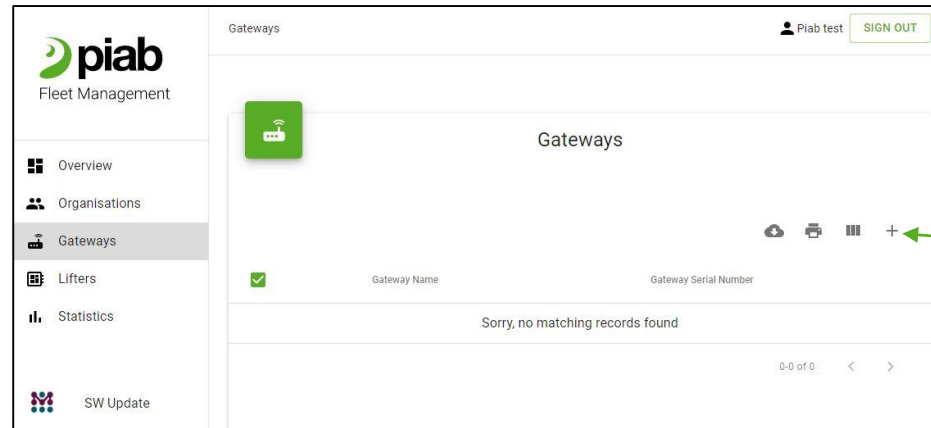 Gateways
Piab test
SIGN OUT
piab
Fleet Management
Overview
Organisations
Gateways
Lifters
Statistics
SW Update
Gateways
Gateway Name
Gateway Serial Number
Sorry, no matching records found
0-0 of 0